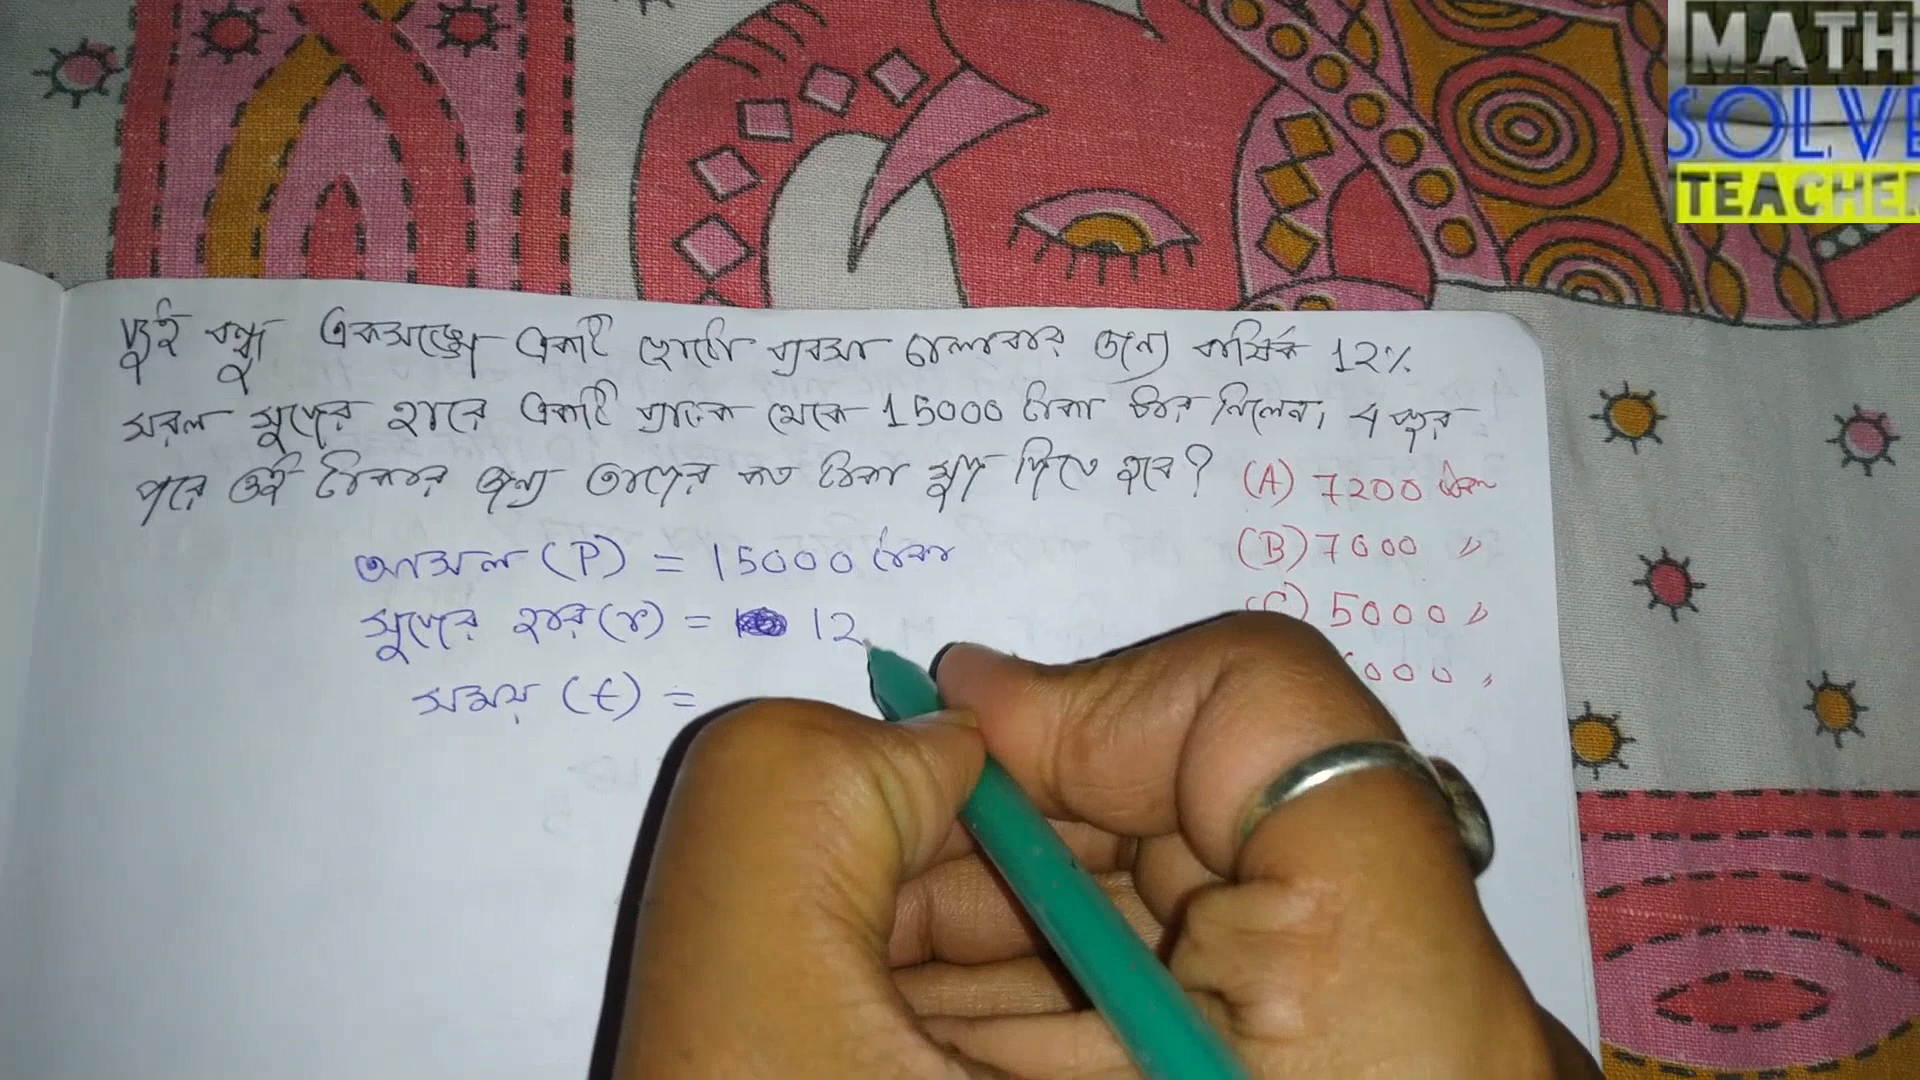 দুই বন্ধু একসঙ্গে একটি ছোটো ব্যবসা চালাবার জন্যে বার্ষিক 12%
সরল সুদের হারে একটি ব্যাংক থেকে 15000 টাকা ধার নিলেন। 4 বছর
পরে ওই টাকার জন্য তাদের কত টাকা সুদ দিতে হবে?
(A) 7200 টাকা
(B) 7000 "
(C) 5000 "
000 "
আসল (P) = 15000 টাকা
সুদের হার (r) = 12
সময় (t) =
MATH
SOLVE
TEACHER